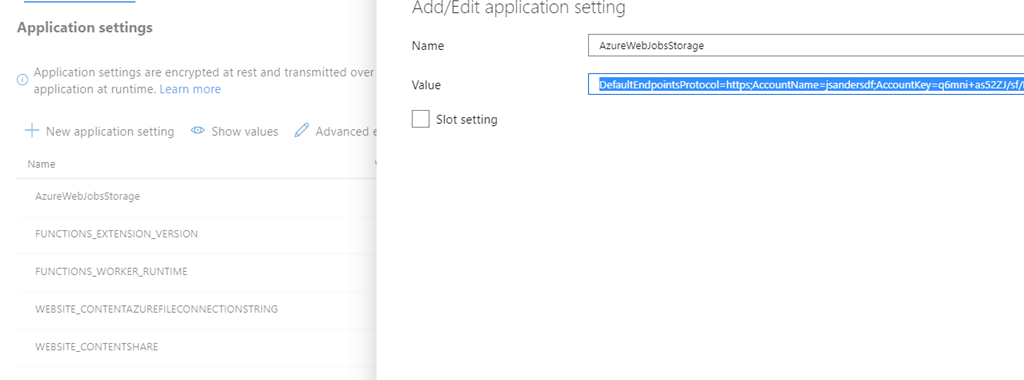 Application settings
Application settings are encrypted at rest and transmitted over
application at runtime. Learn more
New application setting
Show values
Advanced e
Name
AzureWebJobsStorage
FUNCTIONS_EXTENSION_VERSION
FUNCTIONS_WORKER_RUNTIME
WEBSITE_CONTENTAZUREFILECONNECTIONSTRING
WEBSITE_CONTENTSHARE
Add/Edit application setting
Name
AzureWebJobsStorage
Value
DefaultEndpointsProtocol=https;AccountName=jsandersdf;AccountKey=q6mni+as52ZJ/sf/
Slot setting